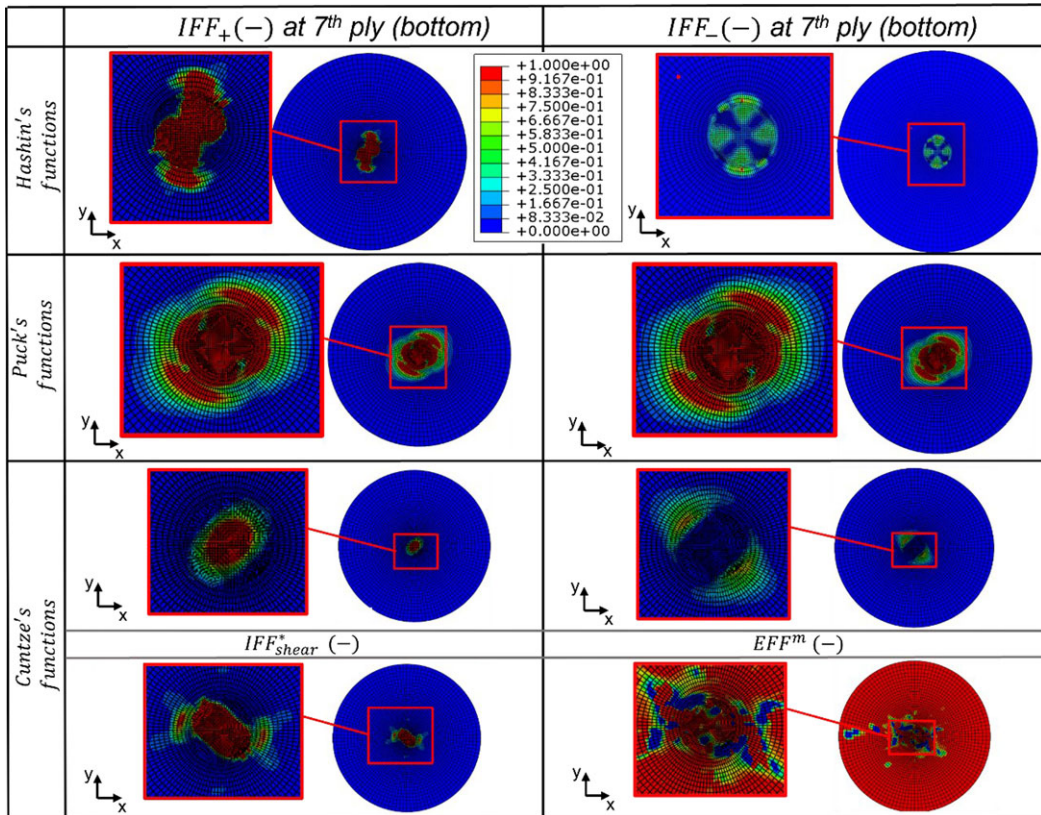 IFF₊(−) at 7ᵗʰ ply (bottom)
IFF₋(−) at 7ᵗʰ ply (bottom)
Hashin's
functions
+1.000e+00
+9.167e-01
+8.333e-01
+7.500e-01
+6.667e-01
+5.833e-01
+5.000e-01
+4.167e-01
+3.333e-01
+2.500e-01
+1.667e-01
+8.333e-02
+0.000e+00
y
x
y
x
Puck's
functions
y
x
y
x
Cuntze's
functions
y
x
y
x
IFF*shear (−)
EFFᵐ (−)
y
x
y
x